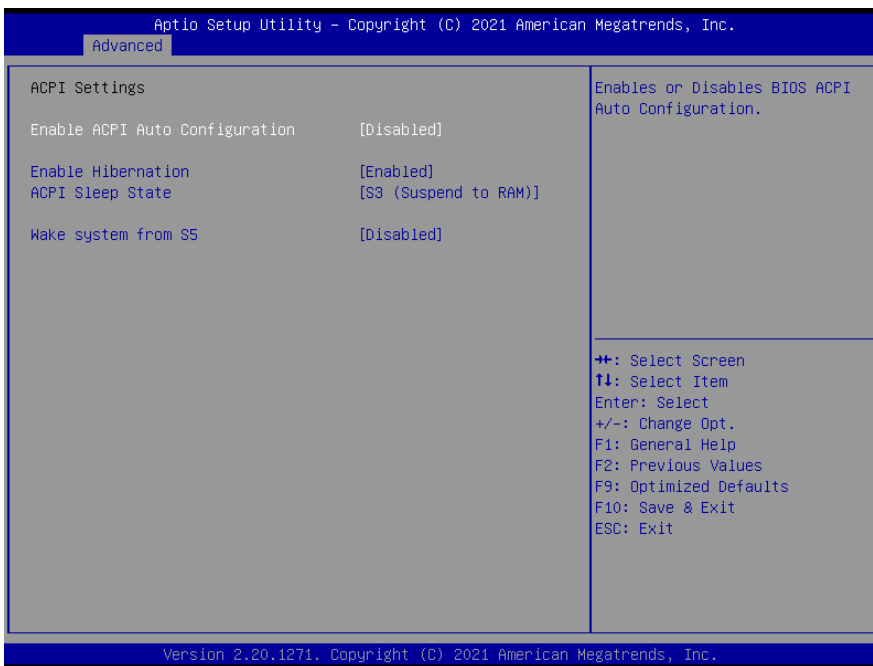 Aptio Setup Utility – Copyright (C) 2021 American Megatrends, Inc.
Advanced
ACPI Settings
Enable ACPI Auto Configuration [Disabled]
Enable Hibernation [Enabled]
ACPI Sleep State [S3 (Suspend to RAM)]
Wake system from S5 [Disabled]
Enables or Disables BIOS ACPI
Auto Configuration.
→←: Select Screen
↑↓: Select Item
Enter: Select
+/-: Change Opt.
F1: General Help
F2: Previous Values
F9: Optimized Defaults
F10: Save & Exit
ESC: Exit
Version 2.20.1271. Copyright (C) 2021 American Megatrends, Inc.